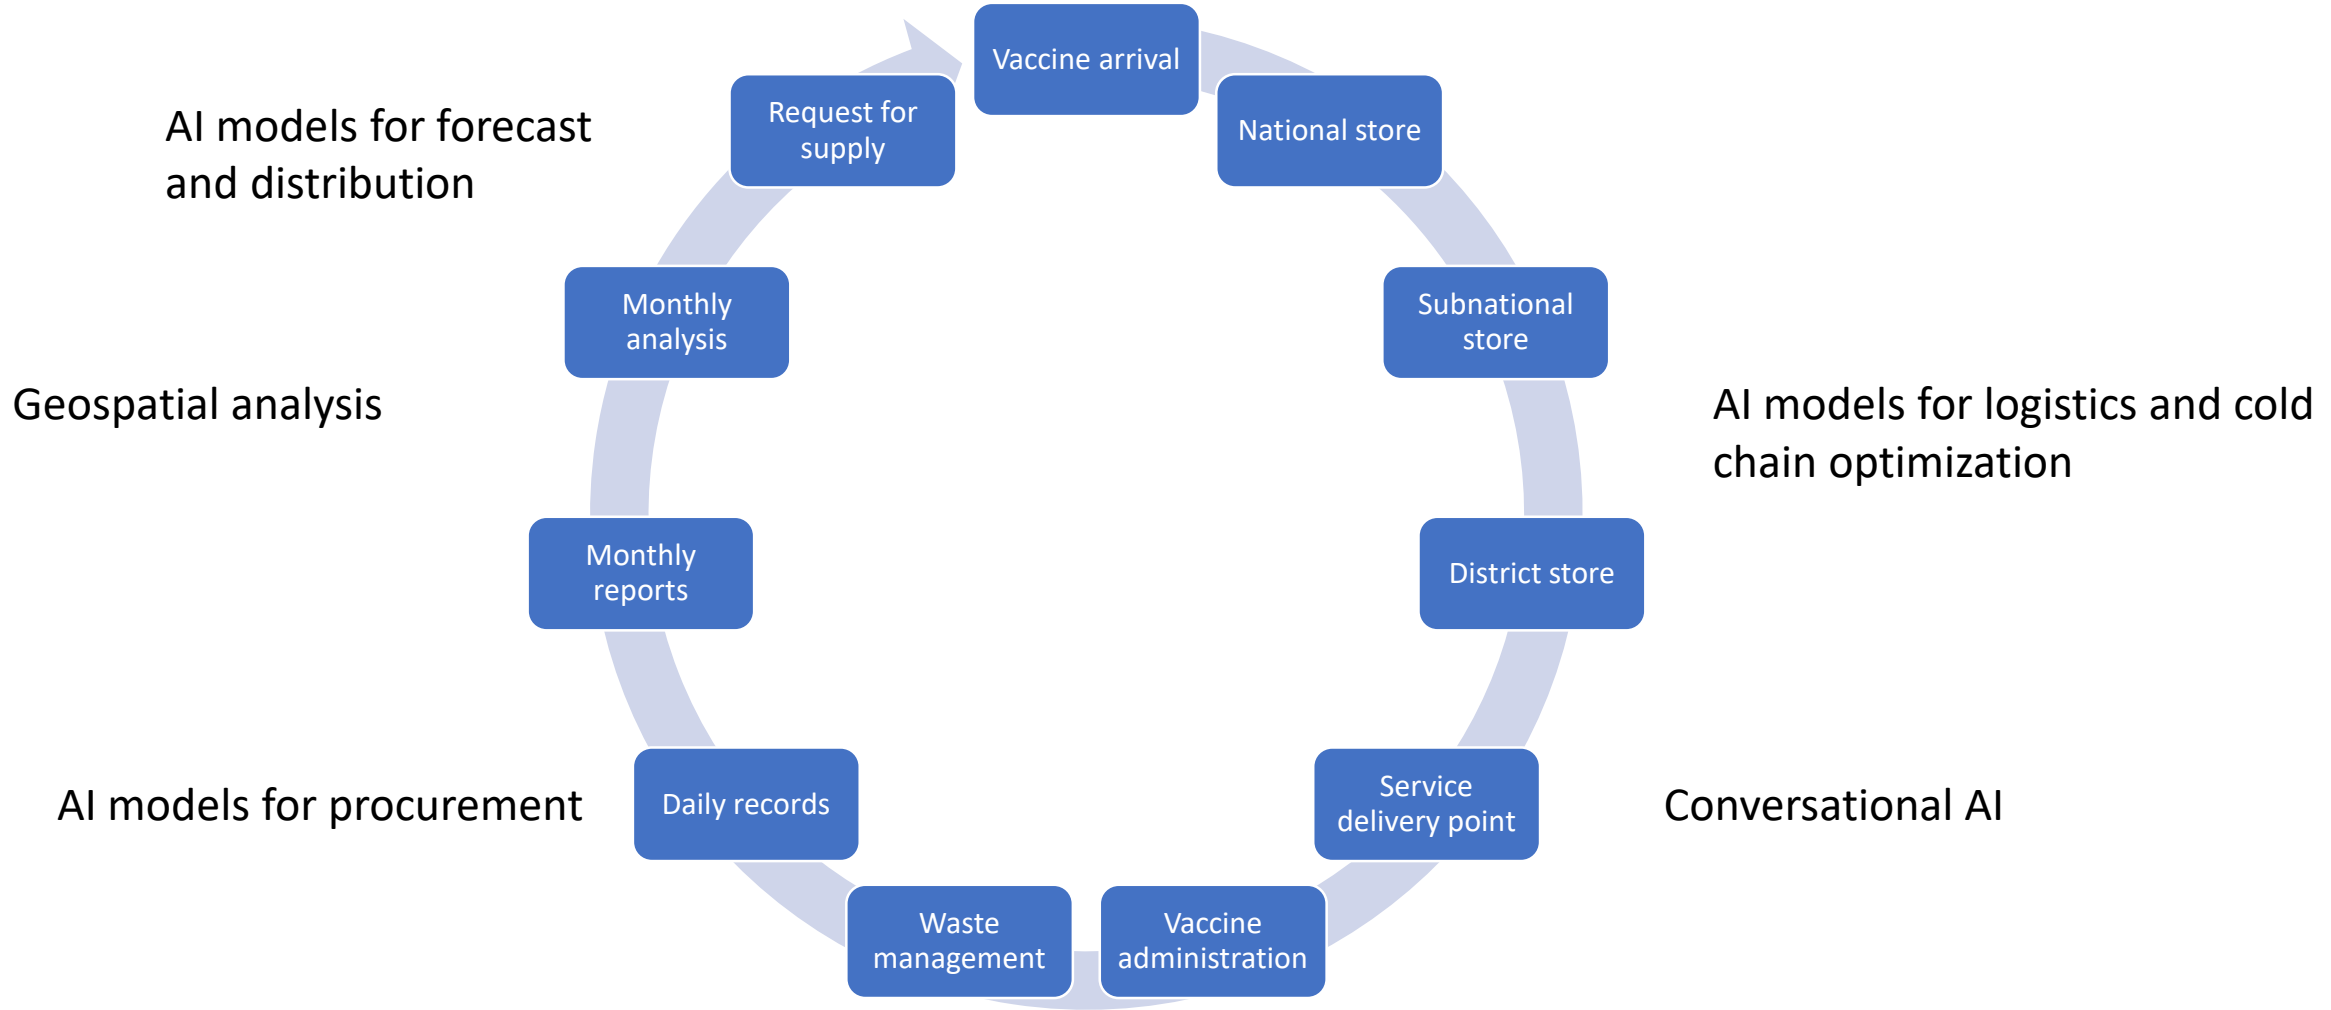 Vaccine arrival
National store
Subnational
store
District store
Service
delivery point
Vaccine
administration
Waste
management
Daily records
Monthly
reports
Monthly
analysis
Request for
supply
AI models for forecast
and distribution
Geospatial analysis
AI models for procurement
AI models for logistics and cold
chain optimization
Conversational AI